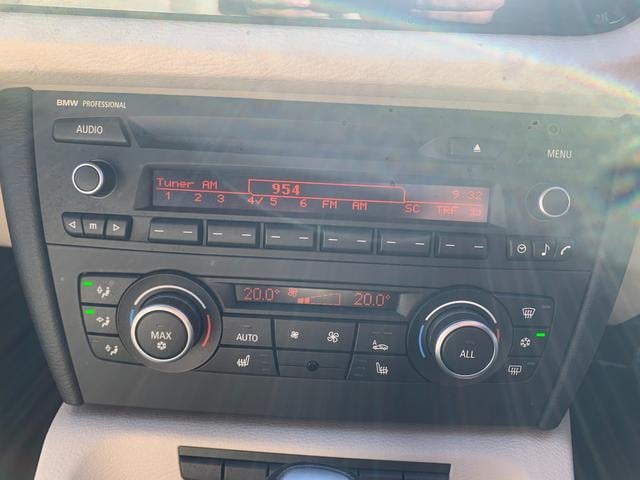 BMW PROFESSIONAL
AUDIO
MENU
Tuner AM 954 9:32
1 2 3 4√ 5 6 FM AM SC TRF
m
20.0° 20.0°
MAX
AUTO
A
ALL